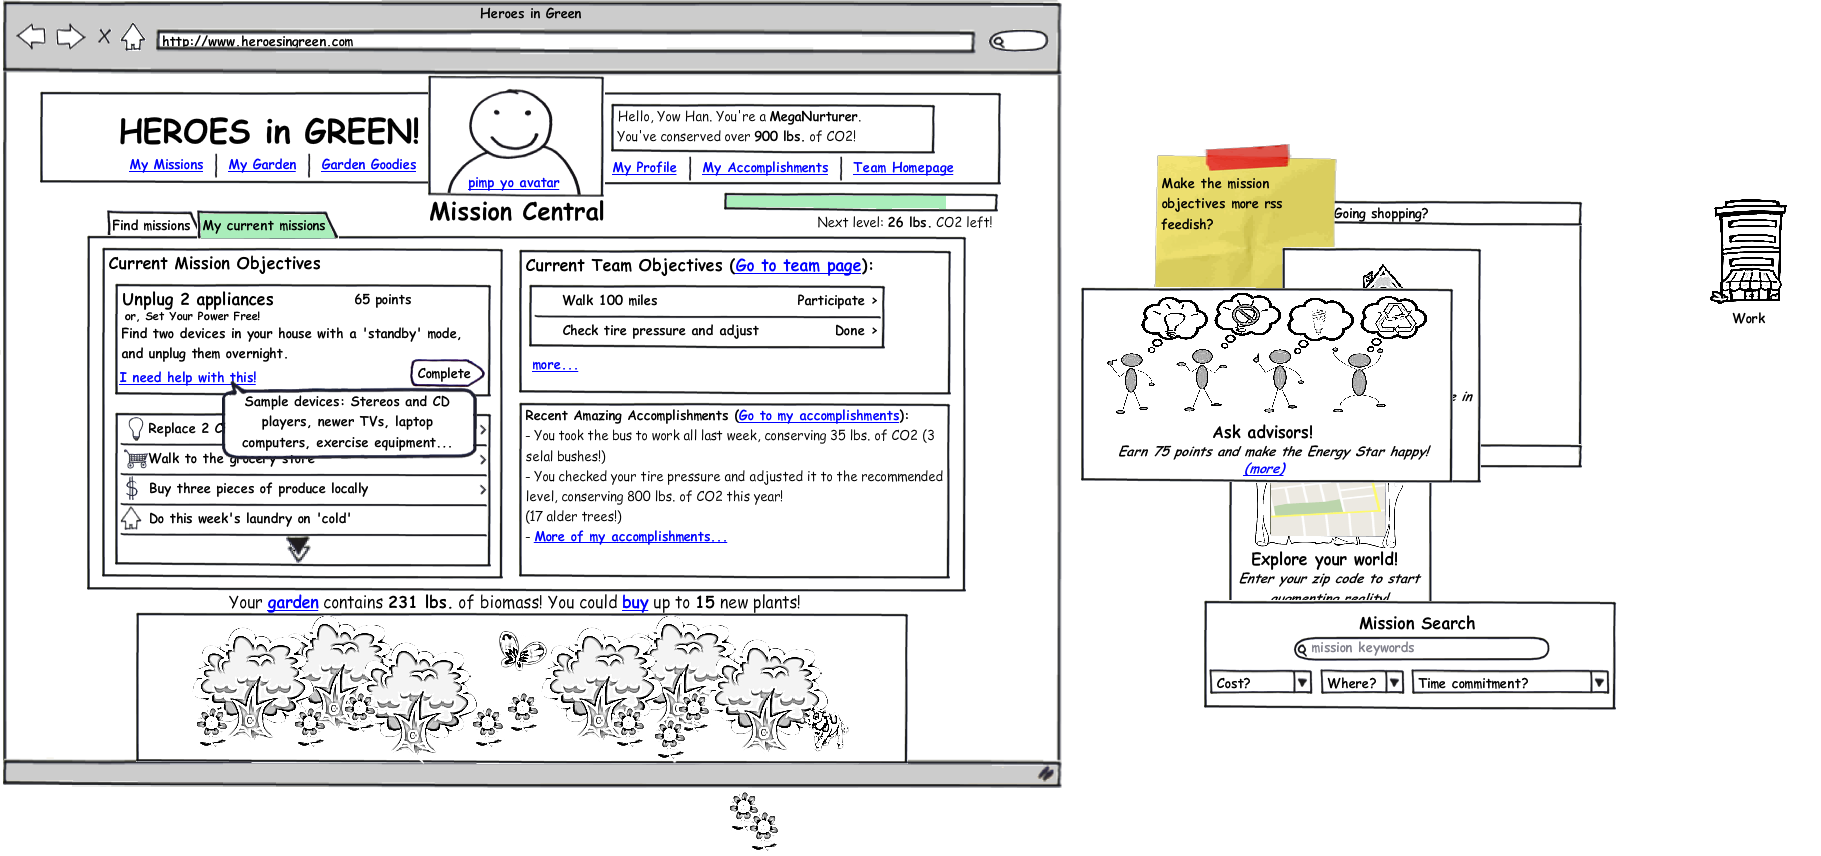 Heroes in Green
http://www.heroesingreen.com
HEROES in GREEN!
My Missions | My Garden | Garden Goodies
pimp yo avatar
Hello, Yow Han. You're a MegaNurturer.
You've conserved over 900 lbs. of CO2!
My Profile | My Accomplishments | Team Homepage
Mission Central
Next level: 26 lbs. CO2 left!
Find missions
My current missions
Current Mission Objectives
Unplug 2 appliances 65 points
or, Set Your Power Free!
Find two devices in your house with a 'standby' mode,
and unplug them overnight.
I need help with this!
Complete
Sample devices: Stereos and CD
players, newer TVs, laptop
computers, exercise equipment...
Replace 2 C
Walk to the grocery store
Buy three pieces of produce locally
Do this week's laundry on 'cold'
Current Team Objectives (Go to team page):
Walk 100 miles Participate >
Check tire pressure and adjust Done >
more...
Recent Amazing Accomplishments (Go to my accomplishments):
- You took the bus to work all last week, conserving 35 lbs. of CO2 (3
selal bushes!)
- You checked your tire pressure and adjusted it to the recommended
level, conserving 800 lbs. of CO2 this year!
(17 alder trees!)
- More of my accomplishments...
Your garden contains 231 lbs. of biomass! You could buy up to 15 new plants!
Make the mission
objectives more rss
feedish?
Going shopping?
Work
e in
Ask advisors!
Earn 75 points and make the Energy Star happy!
(more)
Explore your world!
Enter your zip code to start
augmenting reality!
Mission Search
mission keywords
Cost?
Where?
Time commitment?